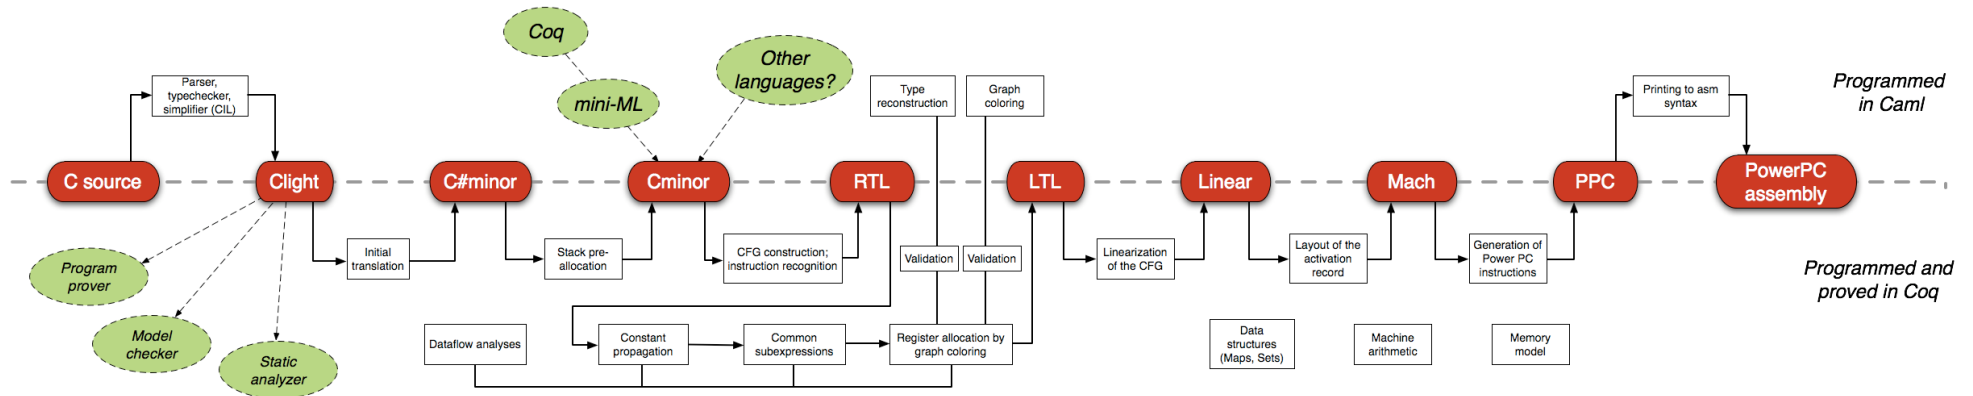 Coq
Other
languages?
mini-ML
Parser,
typechecker,
simplifier (CIL)
Type
reconstruction
Graph
coloring
Printing to asm
syntax
Programmed
in Caml
C source
Clight
C#minor
Cminor
RTL
LTL
Linear
Mach
PPC
PowerPC
assembly
Initial
translation
Stack pre-
allocation
CFG construction;
instruction recognition
Validation
Validation
Linearization
of the CFG
Layout of the
activation
record
Generation of
Power PC
instructions
Programmed and
proved in Coq
Program
prover
Model
checker
Static
analyzer
Dataflow analyses
Constant
propagation
Common
subexpressions
Register allocation by
graph coloring
Data
structures
(Maps, Sets)
Machine
arithmetic
Memory
model